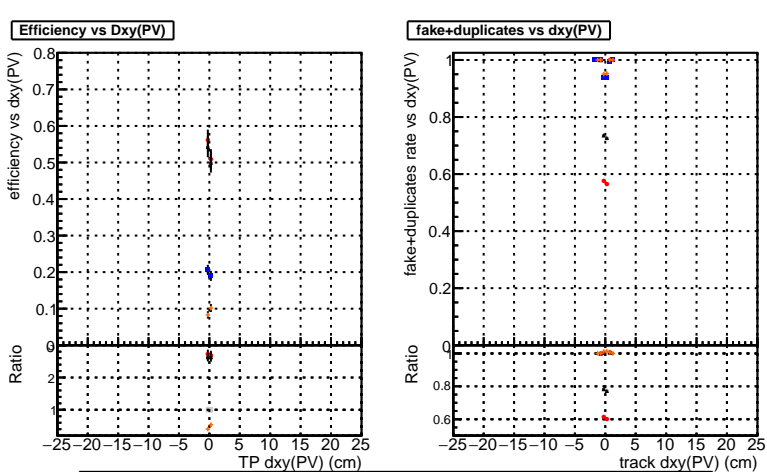 Efficiency vs Dxy(PV)
efficiency vs dxy(PV)
0.8
0.7
0.6
0.5
0.4
0.3
0.2
0.1
0
Ratio
2
1
−25 −20 −15 −10 −5 0 5 10 15 20 25
TP dxy(PV) (cm)
fake+duplicates vs dxy(PV)
fake+duplicates rate vs dxy(PV)
1
0.8
0.6
0.4
0.2
0
Ratio
1
0.8
0.6
−25 −20 −15 −10 −5 0 5 10 15 20 25
track dxy(PV) (cm)